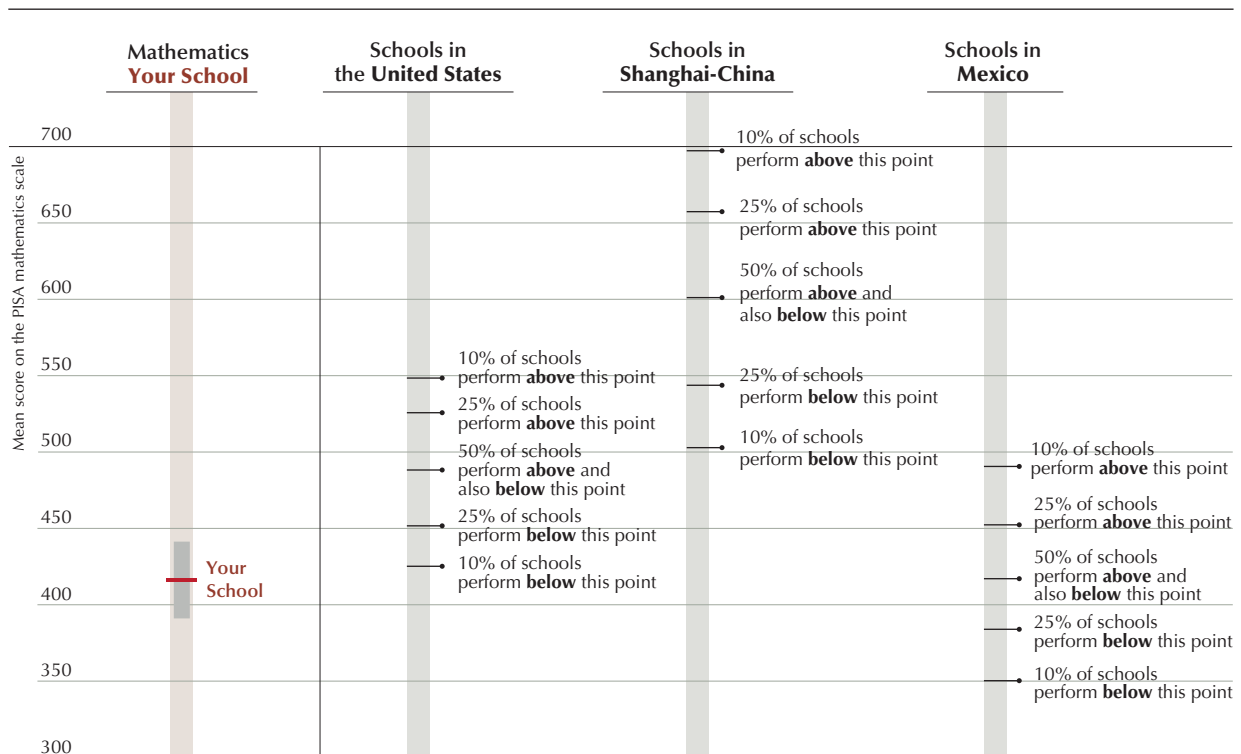 Mathematics
Your School
Schools in
the United States
Schools in
Shanghai-China
Schools in
Mexico
Mean score on the PISA mathematics scale
700
650
600
550
500
450
400
350
300
Your
School
10% of schools
perform above this point
25% of schools
perform above this point
50% of schools
perform above and
also below this point
25% of schools
perform below this point
10% of schools
perform below this point
10% of schools
perform above this point
25% of schools
perform above this point
50% of schools
perform above and
also below this point
25% of schools
perform below this point
10% of schools
perform below this point
10% of schools
perform above this point
25% of schools
perform above this point
50% of schools
perform above and
also below this point
25% of schools
perform below this point
10% of schools
perform below this point